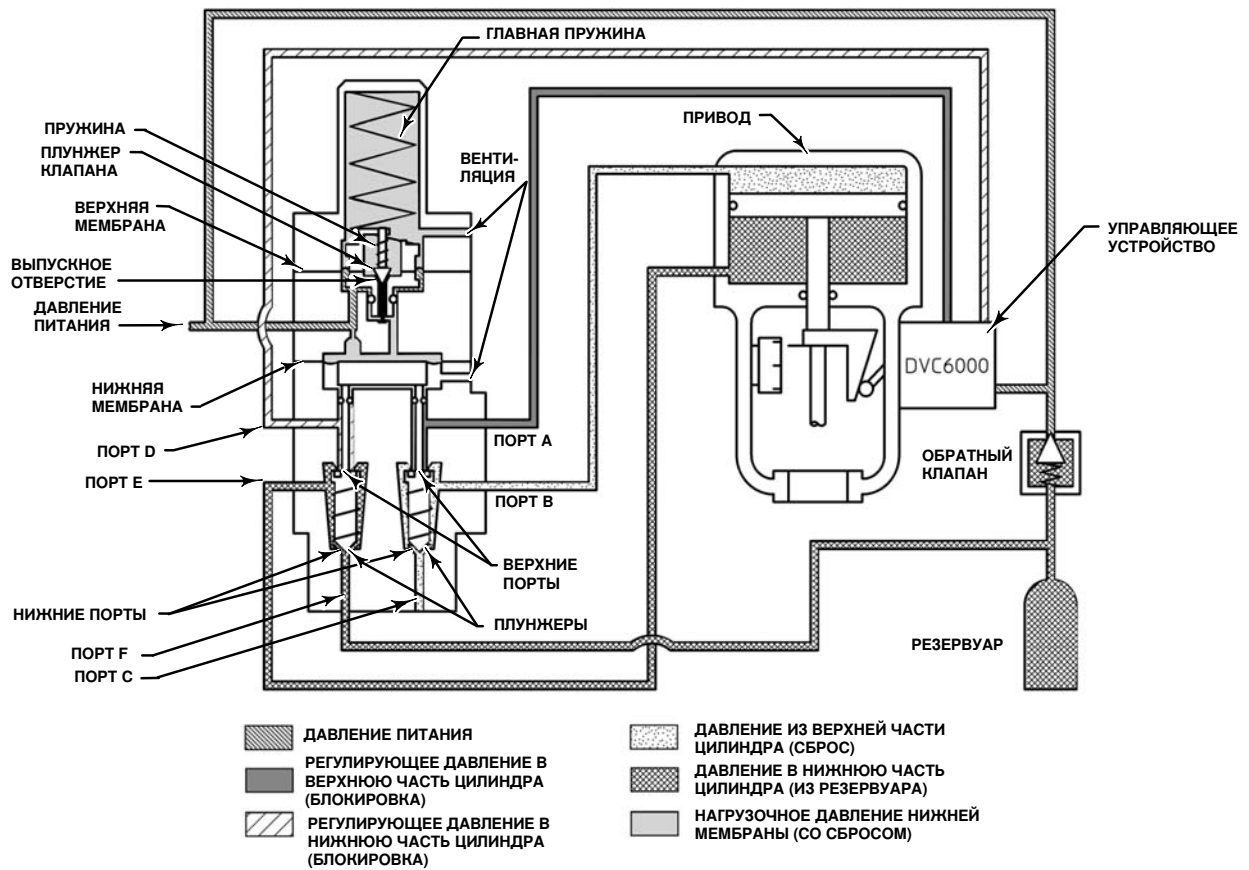 ГЛАВНАЯ ПРУЖИНА
ПРУЖИНА
ПЛУНЖЕР
КЛАПАНА
ВЕРХНЯЯ
МЕМБРАНА
ВЫПУСКНОЕ
ОТВЕРСТИЕ
ДАВЛЕНИЕ
ПИТАНИЯ
НИЖНЯЯ
МЕМБРАНА
ПОРТ D
ПОРТ E
НИЖНИЕ ПОРТЫ
ПОРТ F
ПОРТ C
ВЕНТИ-
ЛЯЦИЯ
ПОРТ A
ПОРТ B
ВЕРХНИЕ
ПОРТЫ
ПЛУНЖЕРЫ
ПРИВОД
УПРАВЛЯЮЩЕЕ
УСТРОЙСТВО
DVC6000
ОБРАТНЫЙ
КЛАПАН
РЕЗЕРВУАР
ДАВЛЕНИЕ ПИТАНИЯ
РЕГУЛИРУЮЩЕЕ ДАВЛЕНИЕ В
ВЕРХНЮЮ ЧАСТЬ ЦИЛИНДРА
(БЛОКИРОВКА)
РЕГУЛИРУЮЩЕЕ ДАВЛЕНИЕ В
НИЖНЮЮ ЧАСТЬ ЦИЛИНДРА
(БЛОКИРОВКА)
ДАВЛЕНИЕ ИЗ ВЕРХНЕЙ ЧАСТИ
ЦИЛИНДРА (СБРОС)
ДАВЛЕНИЕ В НИЖНЮЮ ЧАСТЬ
ЦИЛИНДРА (ИЗ РЕЗЕРВУАРА)
НАГРУЗОЧНОЕ ДАВЛЕНИЕ НИЖНЕЙ
МЕМБРАНЫ (СО СБРОСОМ)